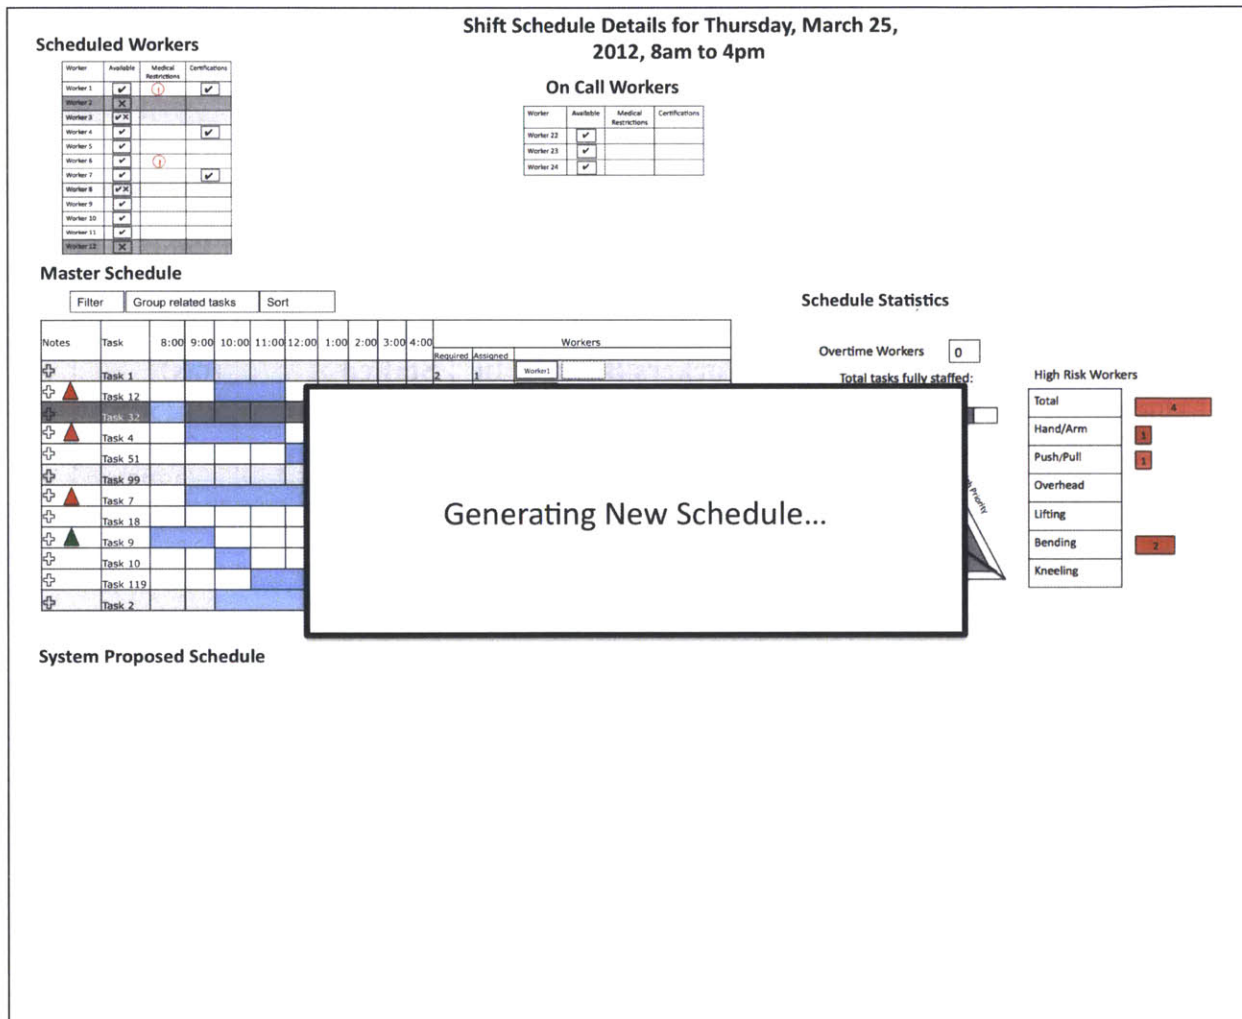 Shift Schedule Details for Thursday, March 25,
2012, 8am to 4pm
Scheduled Workers
Worker Available Medical Restrictions Certifications
Worker 1
Worker 2
Worker 3
Worker 4
Worker 5
Worker 6
Worker 7
Worker 8
Worker 9
Worker 10
Worker 11
Worker 12
On Call Workers
Worker Available Medical Restrictions Certifications
Worker 22
Worker 23
Worker 24
Master Schedule
Filter Group related tasks Sort
Notes Task 8:00 9:00 10:00 11:00 12:00 1:00 2:00 3:00 4:00 Workers
Required Assigned
Task 1 2 1 Worker1
Task 12
Task 32
Task 4
Task 51
Task 99
Task 7
Task 18
Task 9
Task 10
Task 119
Task 2
Generating New Schedule...
Schedule Statistics
Overtime Workers 0
Total tasks fully staffed:
Priority
High Risk Workers
Total 4
Hand/Arm 1
Push/Pull 1
Overhead
Lifting
Bending 2
Kneeling
System Proposed Schedule